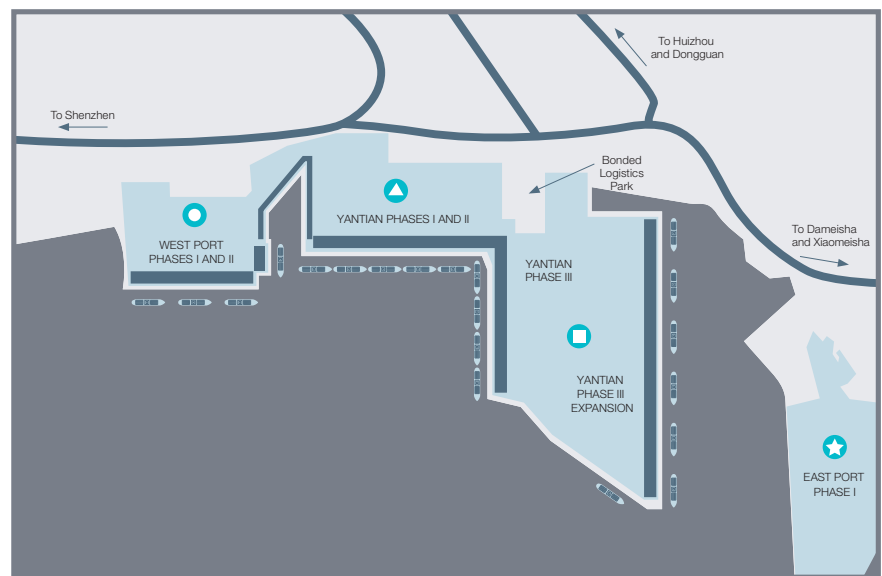 To Huizhou
and Dongguan
To Shenzhen
Bonded
Logistics
Park
YANTIAN PHASES I AND II
WEST PORT
PHASES I AND II
To Dameisha
and Xiaomeisha
YANTIAN
PHASE III
YANTIAN
PHASE III
EXPANSION
EAST PORT
PHASE I